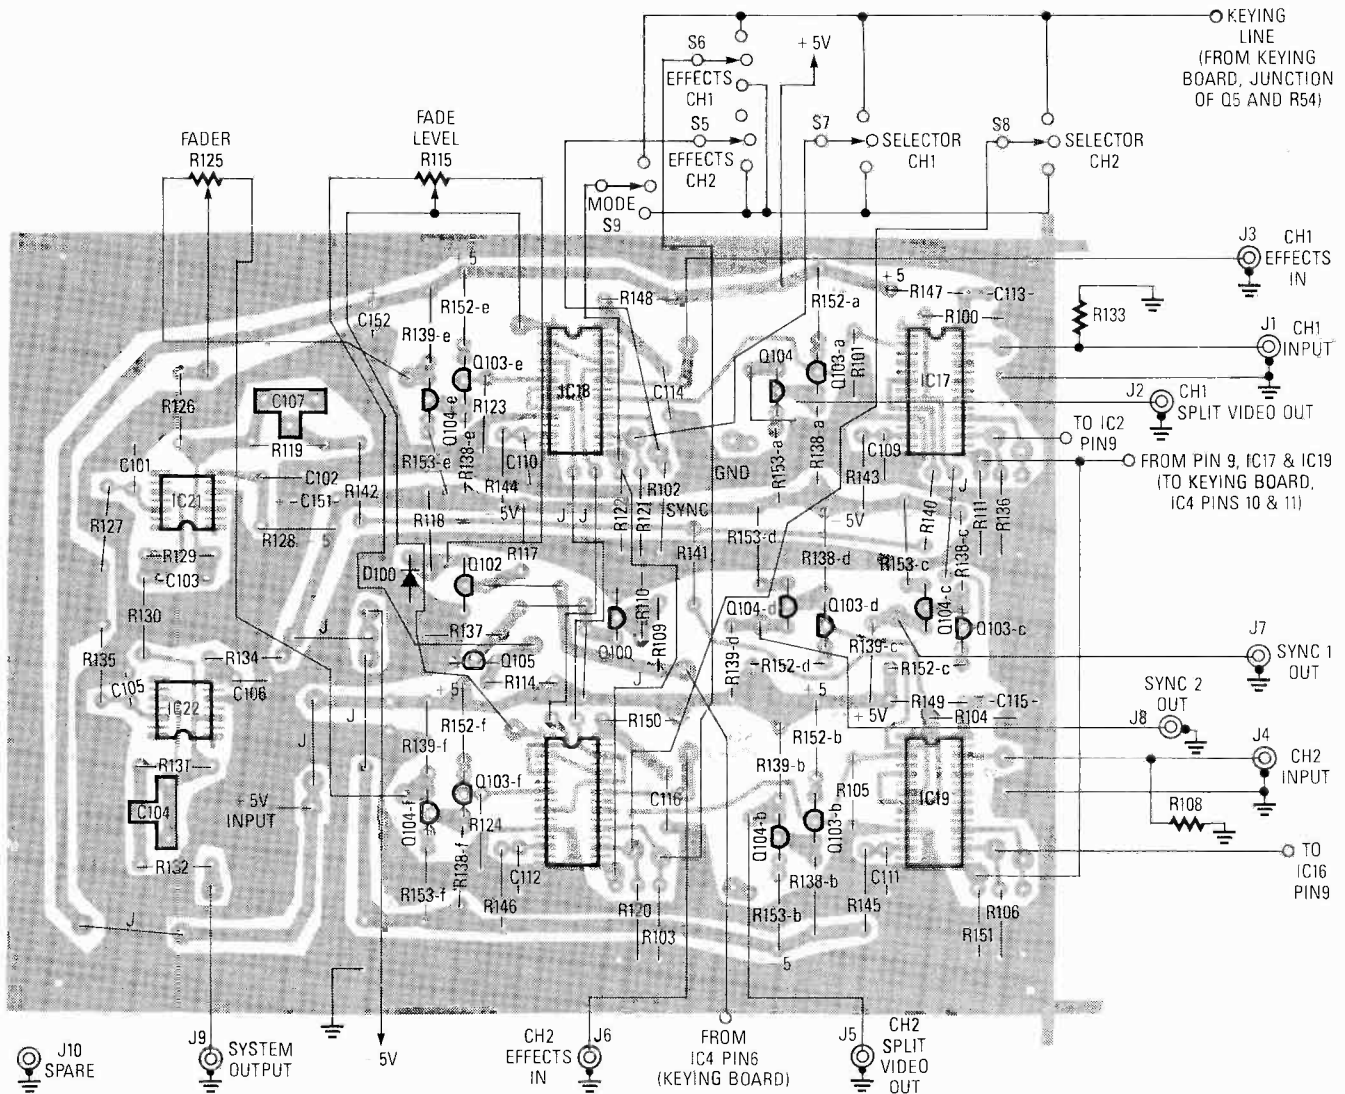 KEYING
LINE
(FROM KEYING
BOARD, JUNCTION
OF Q5 AND R54)
S6
EFFECTS
CH1
+5V
S5
EFFECTS
CH2
S7
SELECTOR
CH1
S8
SELECTOR
CH2
MODE
S9
FADER
R125
FADE
LEVEL
R115
J3
CH1
EFFECTS
IN
R133
J1
CH1
INPUT
J2
CH1
SPLIT VIDEO OUT
TO IC2
PIN9
FROM PIN 9, IC17 & IC19
(TO KEYING BOARD,
IC4 PINS 10 & 11)
+5
R152-e
R148
R152-a
+5
R147
C113
R100
C152
R139-e
Q103-e
Q104
Q103-a
R101
IC18
IC17
C114
R126
C107
Q104-e
R123
R119
R153-e
R138-e
C110
R153-a
R138-a
C109
C101
C102
IC21
C151
R142
R144
R102
GND
R143
J
R127
R118
-5V
J
J
R122
R121
SYNC
-5V
R140
R111
R136
R128
5
R129
R117
R141
R153-d
R138-d
R153-c
R138-c
C103
D100
Q102
R110
Q104-d
Q103-d
Q104-c
Q103-c
R130
J
R137
Q100
R109
R139-d
R139-c
R135
R134
Q105
R152-d
R152-c
J7
SYNC 1
OUT
C105
C106
R114
J
+5
+5
R149
C115
IC22
J
J
R152-f
R150
+5V
R104
SYNC 2
OUT
J8
R139-f
R152-b
J4
CH2
INPUT
R131
R139-b
Q103-f
C116
R105
IC19
C104
+5V
INPUT
Q104-f
R124
Q104-b
Q103-b
R108
R132
R138-f
C112
R138-b
C111
TO
IC16
PIN9
R153-f
R146
R120
R153-b
R145
R106
J
R103
R151
-5
J10
SPARE
J9
SYSTEM
OUTPUT
5V
CH2
EFFECTS
IN
J6
FROM
IC4 PIN6
(KEYING BOARD)
J5
CH2
SPLIT
VIDEO
OUT